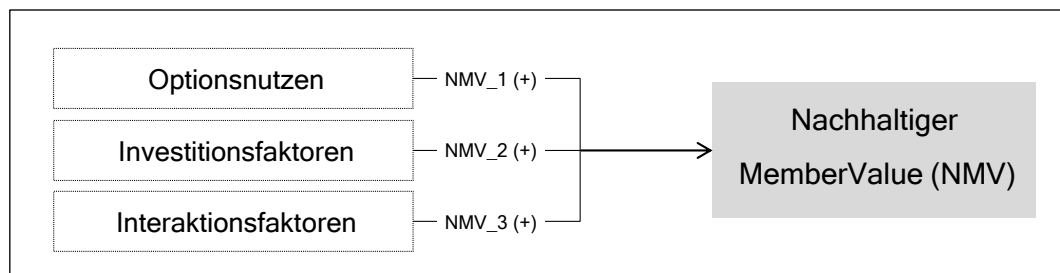 Optionsnutzen
NMV_1 (+)
Investitionsfaktoren
NMV_2 (+)
Interaktionsfaktoren
NMV_3 (+)
Nachhaltiger
MemberValue (NMV)